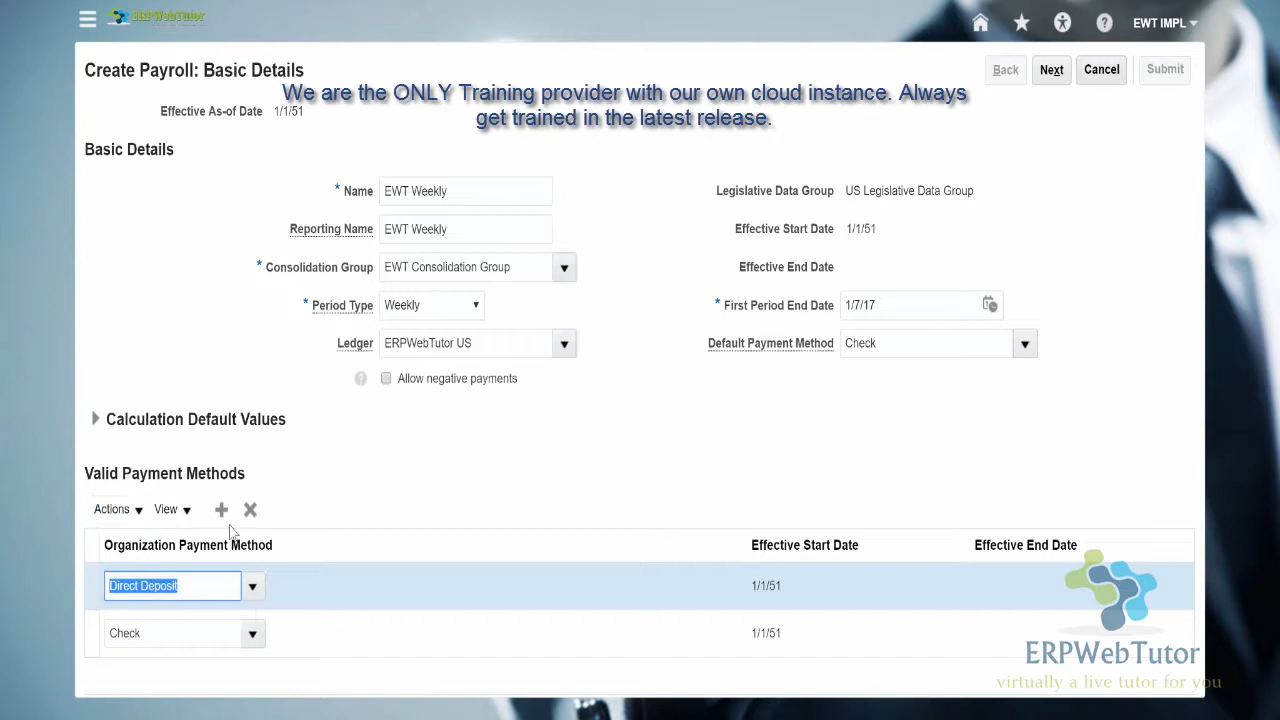 ERPWebTutor
EWT IMPL
Create Payroll: Basic Details
Back
Next
Cancel
Submit
We are the ONLY Training provider with our own cloud instance. Always
get trained in the latest release.
Effective As-of Date 1/1/51
Basic Details
* Name EWT Weekly
Legislative Data Group US Legislative Data Group
Reporting Name EWT Weekly
Effective Start Date 1/1/51
* Consolidation Group EWT Consolidation Group
Effective End Date
* Period Type Weekly
* First Period End Date 1/7/17
Ledger ERPWebTutor US
Default Payment Method Check
? Allow negative payments
Calculation Default Values
Valid Payment Methods
Actions View
Organization Payment Method Effective Start Date Effective End Date
Direct Deposit 1/1/51
Check 1/1/51
ERPWebTutor
virtually a live tutor for you